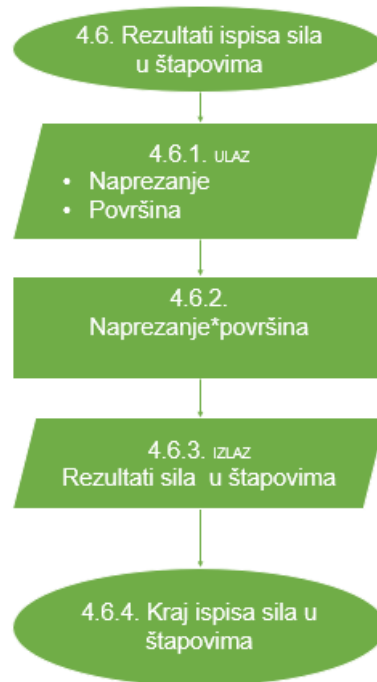 4.6. Rezultati ispisa sila
u štapovima
4.6.1. ULAZ
• Naprezanje
• Površina
4.6.2.
Naprezanje*površina
4.6.3. IZLAZ
Rezultati sila u štapovima
4.6.4. Kraj ispisa sila u
štapovima